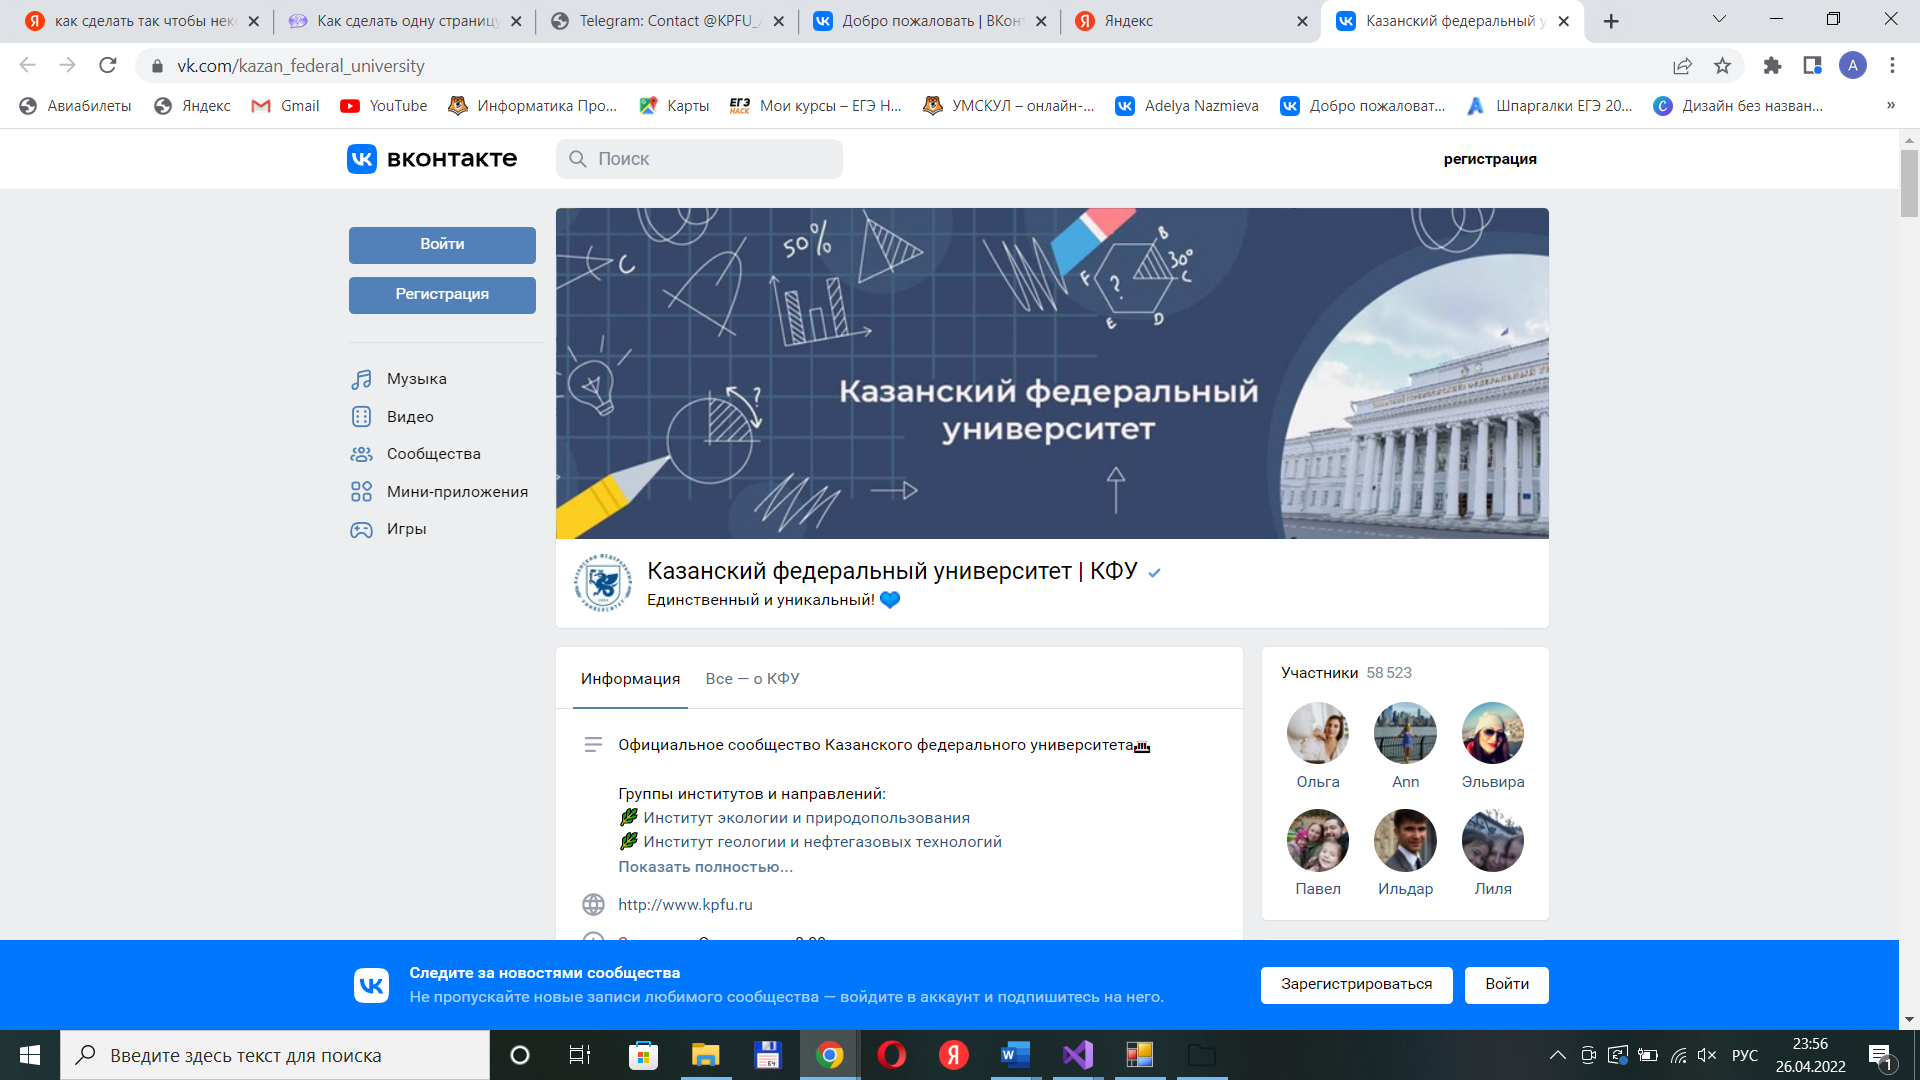 как сделать так чтобы нек
Как сделать одну страницу
Telegram: Contact @KPFU_
Добро пожаловать | ВКон
Яндекс
Казанский федеральный у
vk.com/kazan_federal_university
A
Авиабилеты
Яндекс
Gmail
YouTube
Информатика Про...
Карты
Мои курсы – ЕГЭ Н...
УМСКУЛ – онлайн-...
Adelya Nazmieva
Добро пожаловат...
Шпаргалки ЕГЭ 20...
Дизайн без назван...
»
вконтакте
Поиск
регистрация
Войти
Регистрация
Музыка
Видео
Сообщества
Мини-приложения
Игры
C
50%
?
B
30°
F
?
C
E
D
Казанский федеральный
университет
Казанский федеральный университет | КФУ
Единственный и уникальный!
Информация
Все — о КФУ
Официальное сообщество Казанского федерального университета
Группы институтов и направлений:
Институт экологии и природопользования
Институт геологии и нефтегазовых технологий
Показать полностью...
http://www.kpfu.ru
Участники 58 523
Ольга
Ann
Эльвира
Павел
Ильдар
Лиля
Следите за новостями сообщества
Не пропускайте новые записи любимого сообщества — войдите в аккаунт и подпишитесь на него.
Зарегистрироваться
Войти
Введите здесь текст для поиска
РУС
23:56
26.04.2022
1